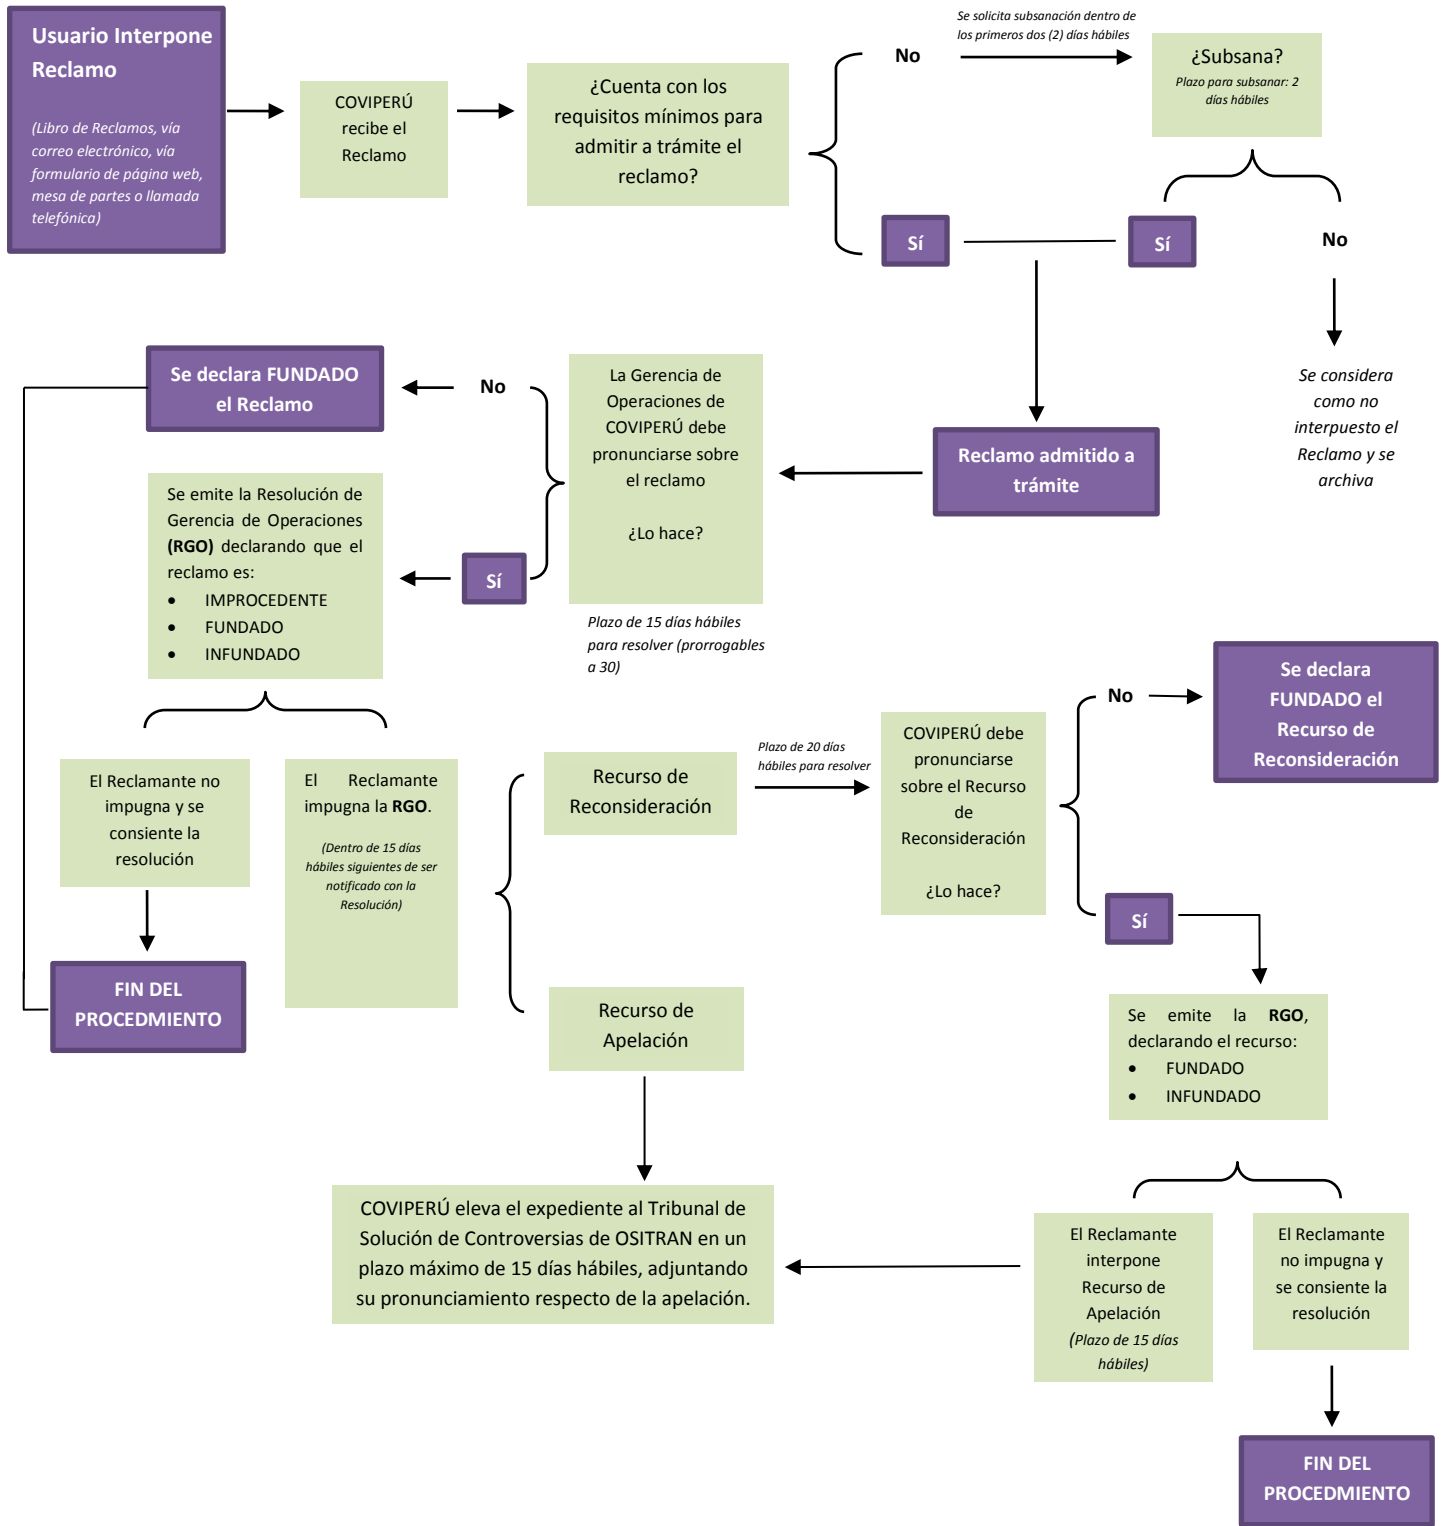 Usuario Interpone
Reclamo
(Libro de Reclamos, vía
correo electrónico, vía
formulario de página web,
mesa de partes o llamada
telefónica)
COVIPERÚ
recibe el
Reclamo
¿Cuenta con los
requisitos mínimos para
admitir a trámite el
reclamo?
No
Se solicita subsanación dentro de
los primeros dos (2) días hábiles
¿Subsana?
Plazo para subsanar: 2
días hábiles
Sí
Sí
No
Se considera
como no
interpuesto el
Reclamo y se
archiva
Reclamo admitido a
trámite
La Gerencia de
Operaciones de
COVIPERÚ debe
pronunciarse sobre
el reclamo
¿Lo hace?
Plazo de 15 días hábiles
para resolver (prorrogables
a 30)
No
Se declara FUNDADO
el Reclamo
Sí
Se emite la Resolución de
Gerencia de Operaciones
(RGO) declarando que el
reclamo es:
• IMPROCEDENTE
• FUNDADO
• INFUNDADO
El Reclamante no
impugna y se
consiente la
resolución
FIN DEL
PROCEDMIENTO
El Reclamante
impugna la RGO.
(Dentro de 15 días
hábiles siguientes de ser
notificado con la
Resolución)
Recurso de
Reconsideración
Plazo de 20 días
hábiles para resolver
COVIPERÚ debe
pronunciarse
sobre el Recurso
de
Reconsideración
¿Lo hace?
No
Se declara
FUNDADO el
Recurso de
Reconsideración
Sí
Se emite la RGO,
declarando el recurso:
• FUNDADO
• INFUNDADO
Recurso de
Apelación
COVIPERÚ eleva el expediente al Tribunal de
Solución de Controversias de OSITRAN en un
plazo máximo de 15 días hábiles, adjuntando
su pronunciamiento respecto de la apelación.
El Reclamante
interpone
Recurso de
Apelación
(Plazo de 15 días
hábiles)
El Reclamante
no impugna y
se consiente la
resolución
FIN DEL
PROCEDMIENTO